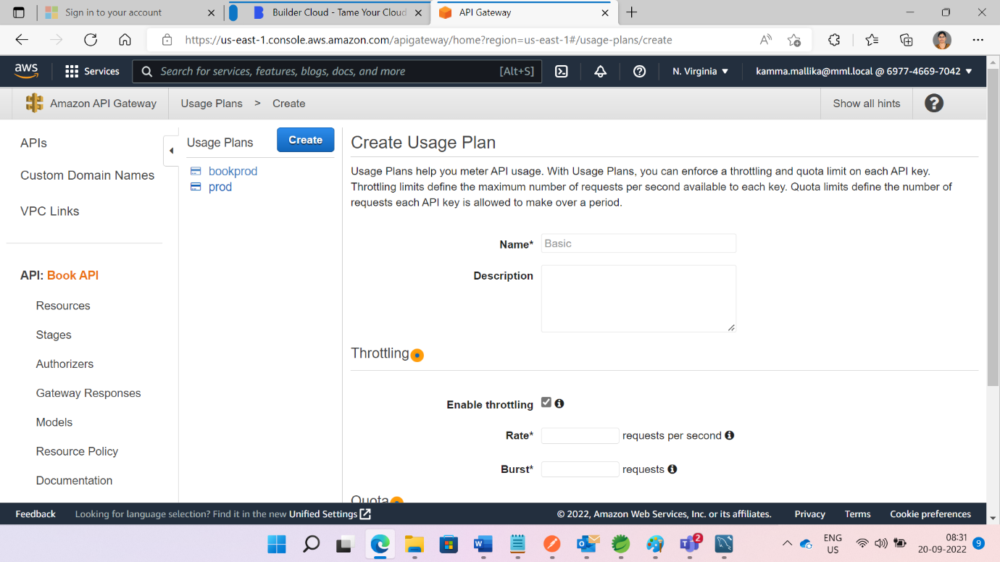 Sign in to your account
Builder Cloud - Tame Your Cloud
API Gateway
https://us-east-1.console.aws.amazon.com/apigateway/home?region=us-east-1#/usage-plans/create
aws
Services
Search for services, features, blogs, docs, and more
[Alt+S]
N. Virginia
kamma.mallika@mml.local @ 6977-4669-7042
Amazon API Gateway
Usage Plans > Create
Show all hints
?
APIs
Custom Domain Names
VPC Links
API: Book API
Resources
Stages
Authorizers
Gateway Responses
Models
Resource Policy
Documentation
Usage Plans
Create
bookprod
prod
Create Usage Plan
Usage Plans help you meter API usage. With Usage Plans, you can enforce a throttling and quota limit on each API key.
Throttling limits define the maximum number of requests per second available to each key. Quota limits define the number of
requests each API key is allowed to make over a period.
Name* Basic
Description
Throttling
Enable throttling
Rate* requests per second
Burst* requests
Quota
Feedback
Looking for language selection? Find it in the new Unified Settings
© 2022, Amazon Web Services, Inc. or its affiliates.
Privacy
Terms
Cookie preferences
2
ENG
US
08:31
20-09-2022
9